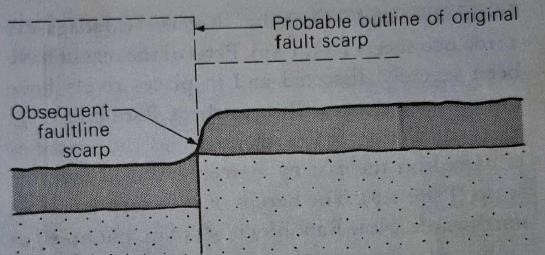 Probable outline of original
fault scarp
Obsequent
faultline
scarp